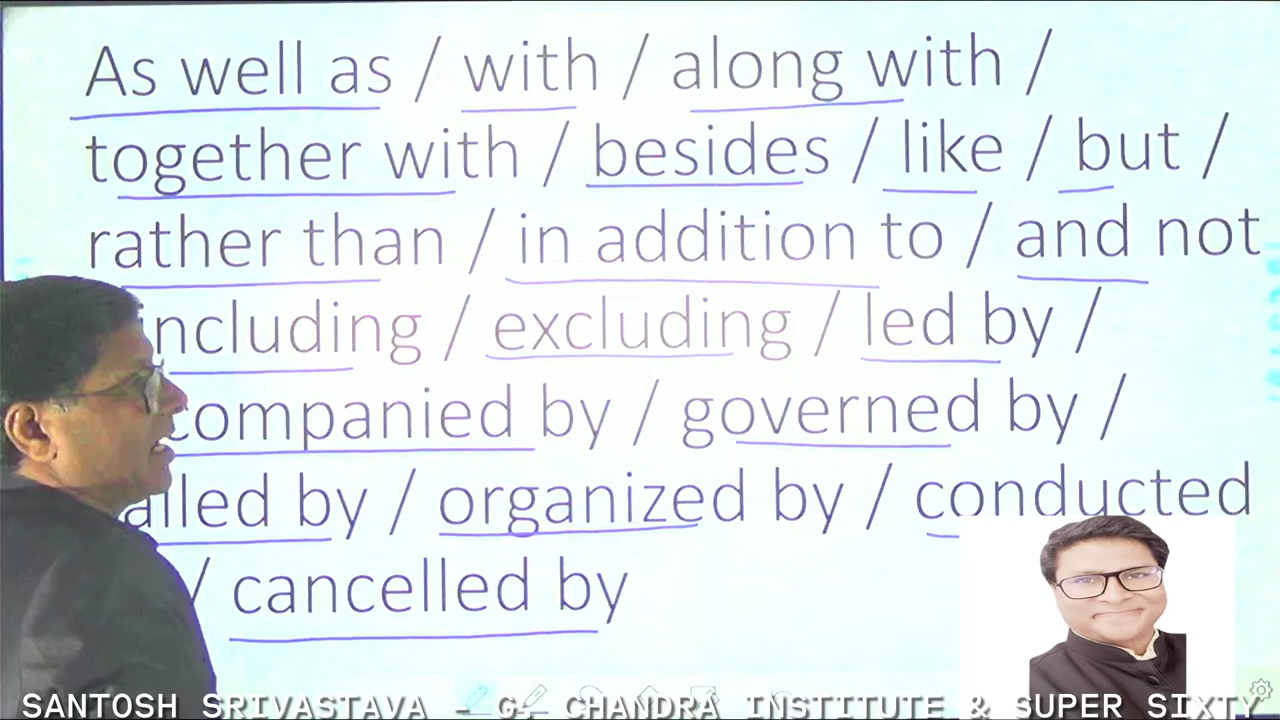 As well as / with / along with /
together with / besides / like / but /
rather than / in addition to / and not
including / excluding / led by /
companied by / governed by /
alled by / organized by / conducted
/ cancelled by
SANTOSH SRIVASTAVA - G. CHANDRA INSTITUTE & SUPER SIXTY